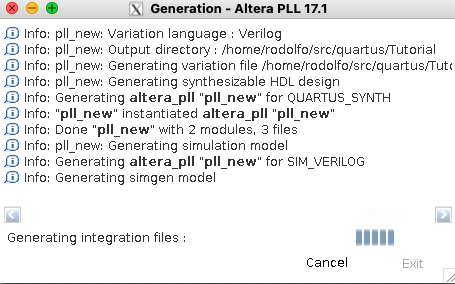 Generation - Altera PLL 17.1
Info: pll_new: Variation language : Verilog
Info: pll_new: Output directory : /home/rodolfo/src/quartus/Tutorial
Info: pll_new: Generating variation file /home/rodolfo/src/quartus/Tut
Info: pll_new: Generating synthesizable HDL design
Info: Generating altera_pll "pll_new" for QUARTUS_SYNTH
Info: "pll_new" instantiated altera_pll "pll_new"
Info: Done "pll_new" with 2 modules, 3 files
Info: pll_new: Generating simulation model
Info: Generating altera_pll "pll_new" for SIM_VERILOG
Info: Generating simgen model
Generating integration files :
Cancel Exit